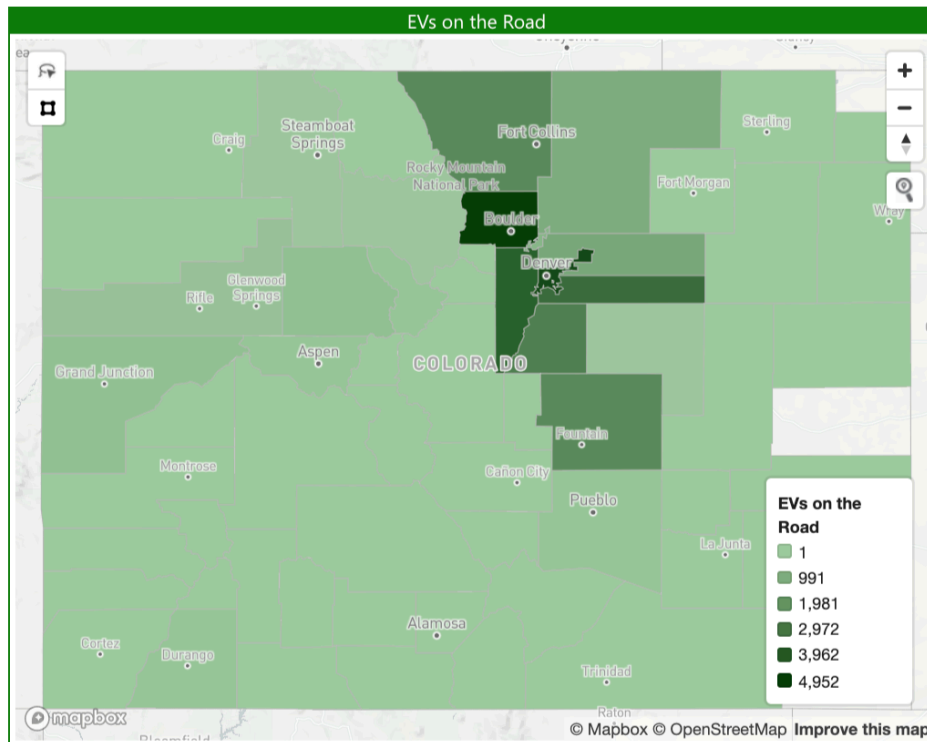 EVs on the Road
Craig
Steamboat
Springs
Fort Collins
Sterling
Rocky Mountain
National Park
Fort Morgan
Boulder
Wray
Denver
Glenwood
Springs
Rifle
Aspen
COLORADO
Grand Junction
Fountain
Montrose
Cañon City
Pueblo
La Junta
Alamosa
Cortez
Durango
Trinidad
Raton
EVs on the
Road
1
991
1,981
2,972
3,962
4,952
mapbox
© Mapbox © OpenStreetMap Improve this map